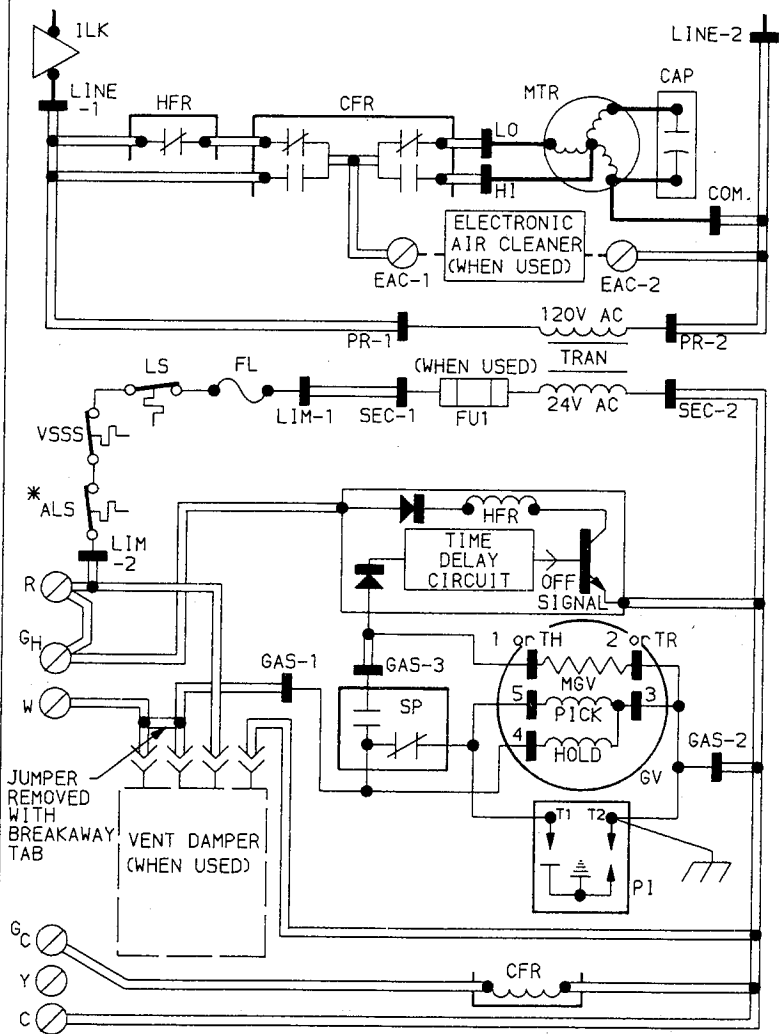 ILK
LINE-2
LINE
-1
HFR
CFR
MTR
CAP
LO
HI
COM.
ELECTRONIC
AIR CLEANER
(WHEN USED)
EAC-1
EAC-2
120V AC
PR-1
PR-2
TRAN
LS
FL
(WHEN USED)
LIM-1
SEC-1
FU1
24V AC
SEC-2
VSSS
*
ALS
LIM
-2
HFR
TIME
DELAY
CIRCUIT
OFF
SIGNAL
R
GH
1 or TH
2 or TR
GAS-1
GAS-3
MGV
W
SP
5
PICK
3
4
HOLD
GAS-2
GV
JUMPER
REMOVED
WITH
BREAKAWAY
TAB
VENT DAMPER
(WHEN USED)
T1
T2
PI
GC
CFR
Y
C